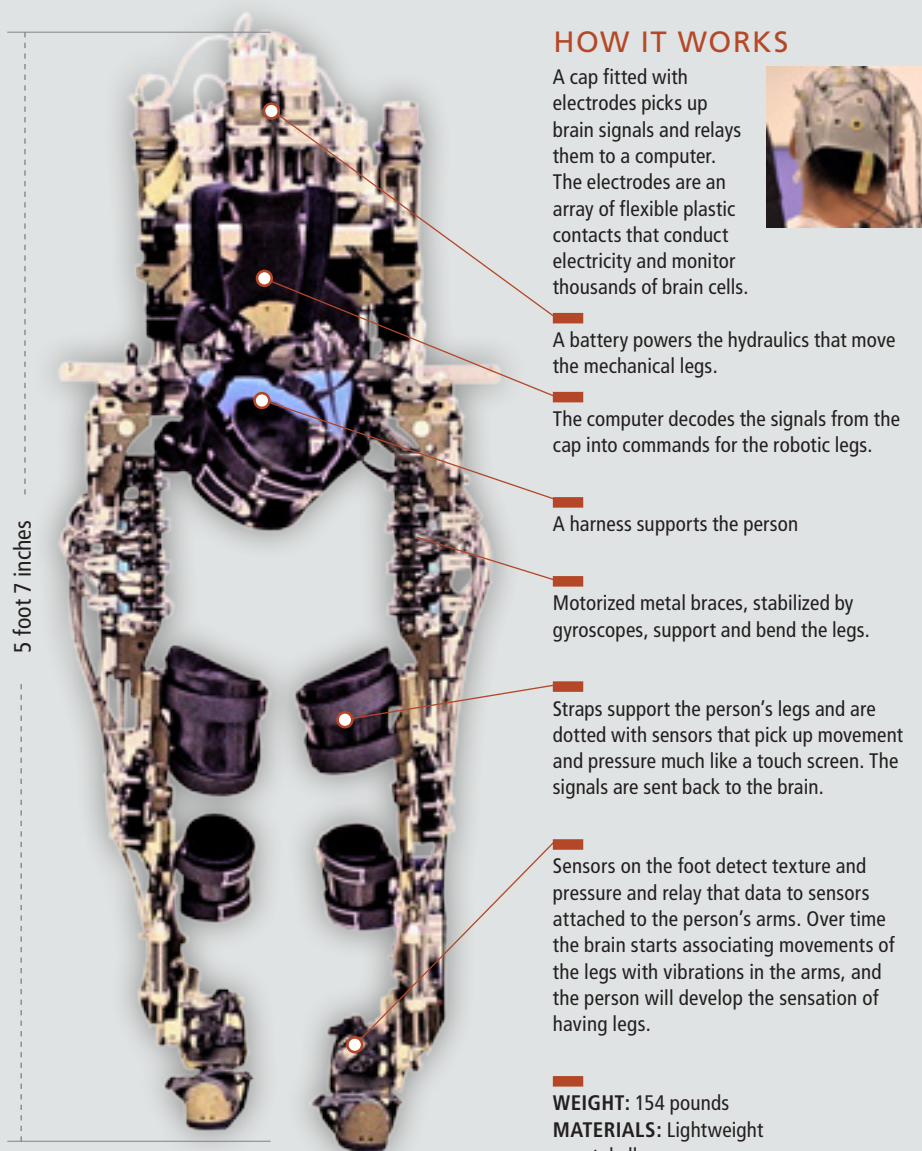 HOW IT WORKS
A cap fitted with
electrodes picks up
brain signals and relays
them to a computer.
The electrodes are an
array of flexible plastic
contacts that conduct
electricity and monitor
thousands of brain cells.
A battery powers the hydraulics that move
the mechanical legs.
The computer decodes the signals from the
cap into commands for the robotic legs.
A harness supports the person
Motorized metal braces, stabilized by
gyroscopes, support and bend the legs.
Straps support the person’s legs and are
dotted with sensors that pick up movement
and pressure much like a touch screen. The
signals are sent back to the brain.
Sensors on the foot detect texture and
pressure and relay that data to sensors
attached to the person’s arms. Over time
the brain starts associating movements of
the legs with vibrations in the arms, and
the person will develop the sensation of
having legs.
WEIGHT: 154 pounds
MATERIALS: Lightweight
5 foot 7 inches